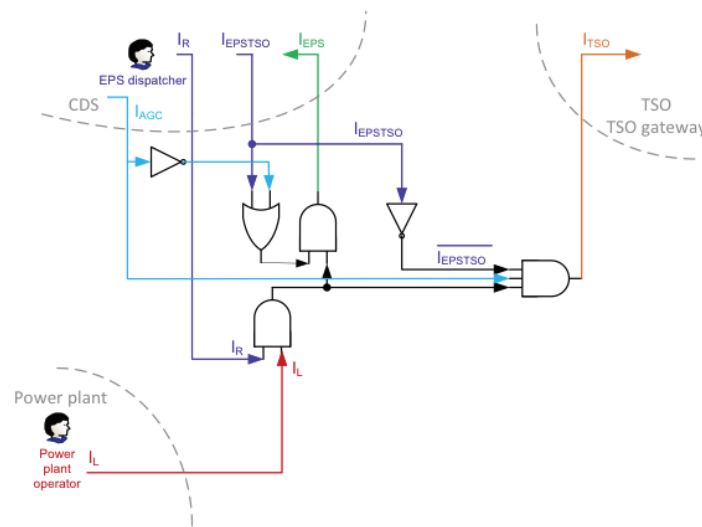 I_R
I_EPSTSO
I_EPS
I_TSO
EPS dispatcher
CDS
I_AGC
TSO
TSO gateway
I_EPSTSO
I_EPSTSO
I_R
I_L
Power plant
Power
plant
operator
I_L